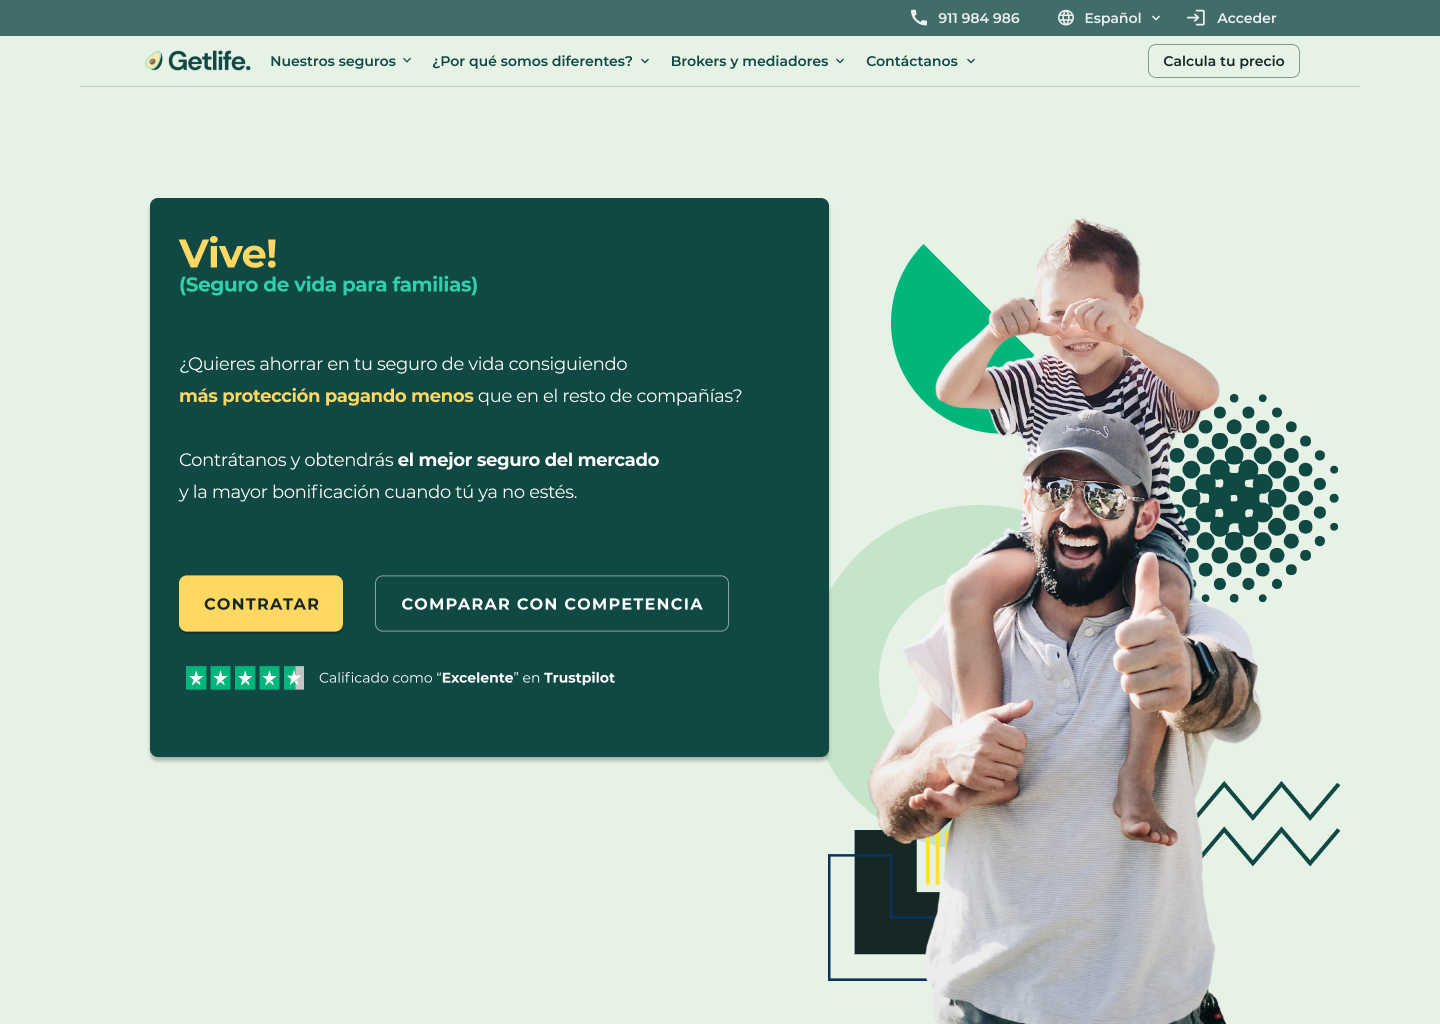 911 984 986 Español Acceder
Getlife. Nuestros seguros ¿Por qué somos diferentes? Brokers y mediadores Contáctanos Calcula tu precio
Vive!
(Seguro de vida para familias)
¿Quieres ahorrar en tu seguro de vida consiguiendo
más protección pagando menos que en el resto de compañías?
Contrátanos y obtendrás el mejor seguro del mercado
y la mayor bonificación cuando tú ya no estés.
CONTRATAR COMPARAR CON COMPETENCIA
Calificado como “Excelente” en Trustpilot